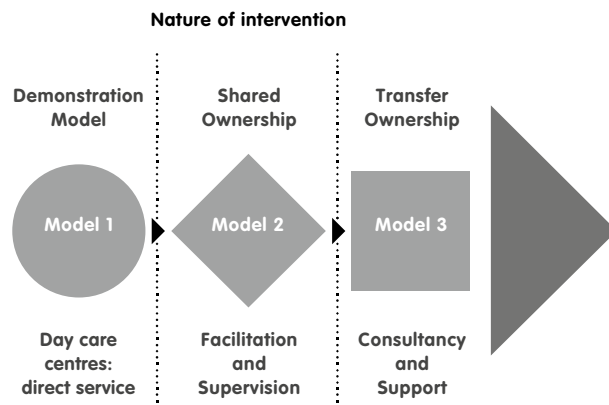 Nature of intervention
Demonstration
Model
Shared
Ownership
Transfer
Ownership
Model 1
Model 2
Model 3
Day care
centres:
direct service
Facilitation
and
Supervision
Consultancy
and
Support